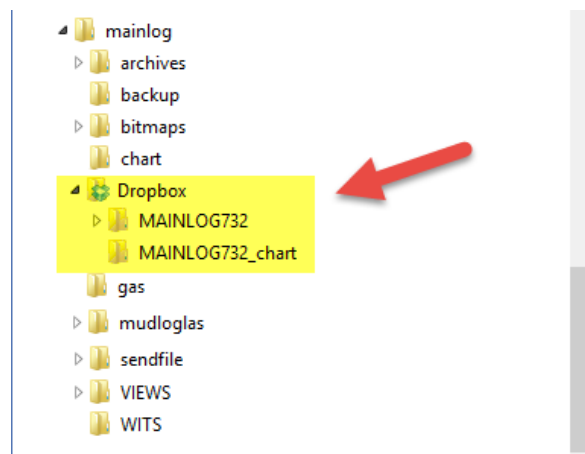 mainlog
archives
backup
bitmaps
chart
Dropbox
MAINLOG732
MAINLOG732_chart
gas
mudloglas
sendfile
VIEWS
WITS